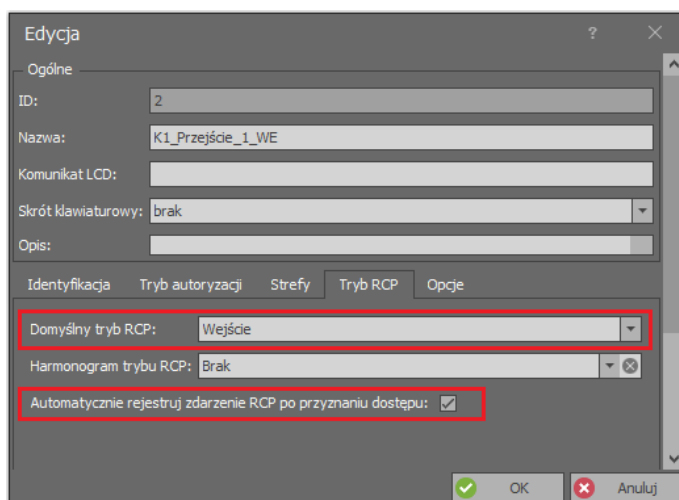 Edycja ?
Ogólne
ID: 2
Nazwa: K1_Przejście_1_WE
Komunikat LCD:
Skrót klawiaturowy: brak
Opis:
Identyfikacja Tryb autoryzacji Strefy Tryb RCP Opcje
Domyślny tryb RCP: Wejście
Harmonogram trybu RCP: Brak
Automatycznie rejestruj zdarzenie RCP po przyznaniu dostępu:
OK Anuluj